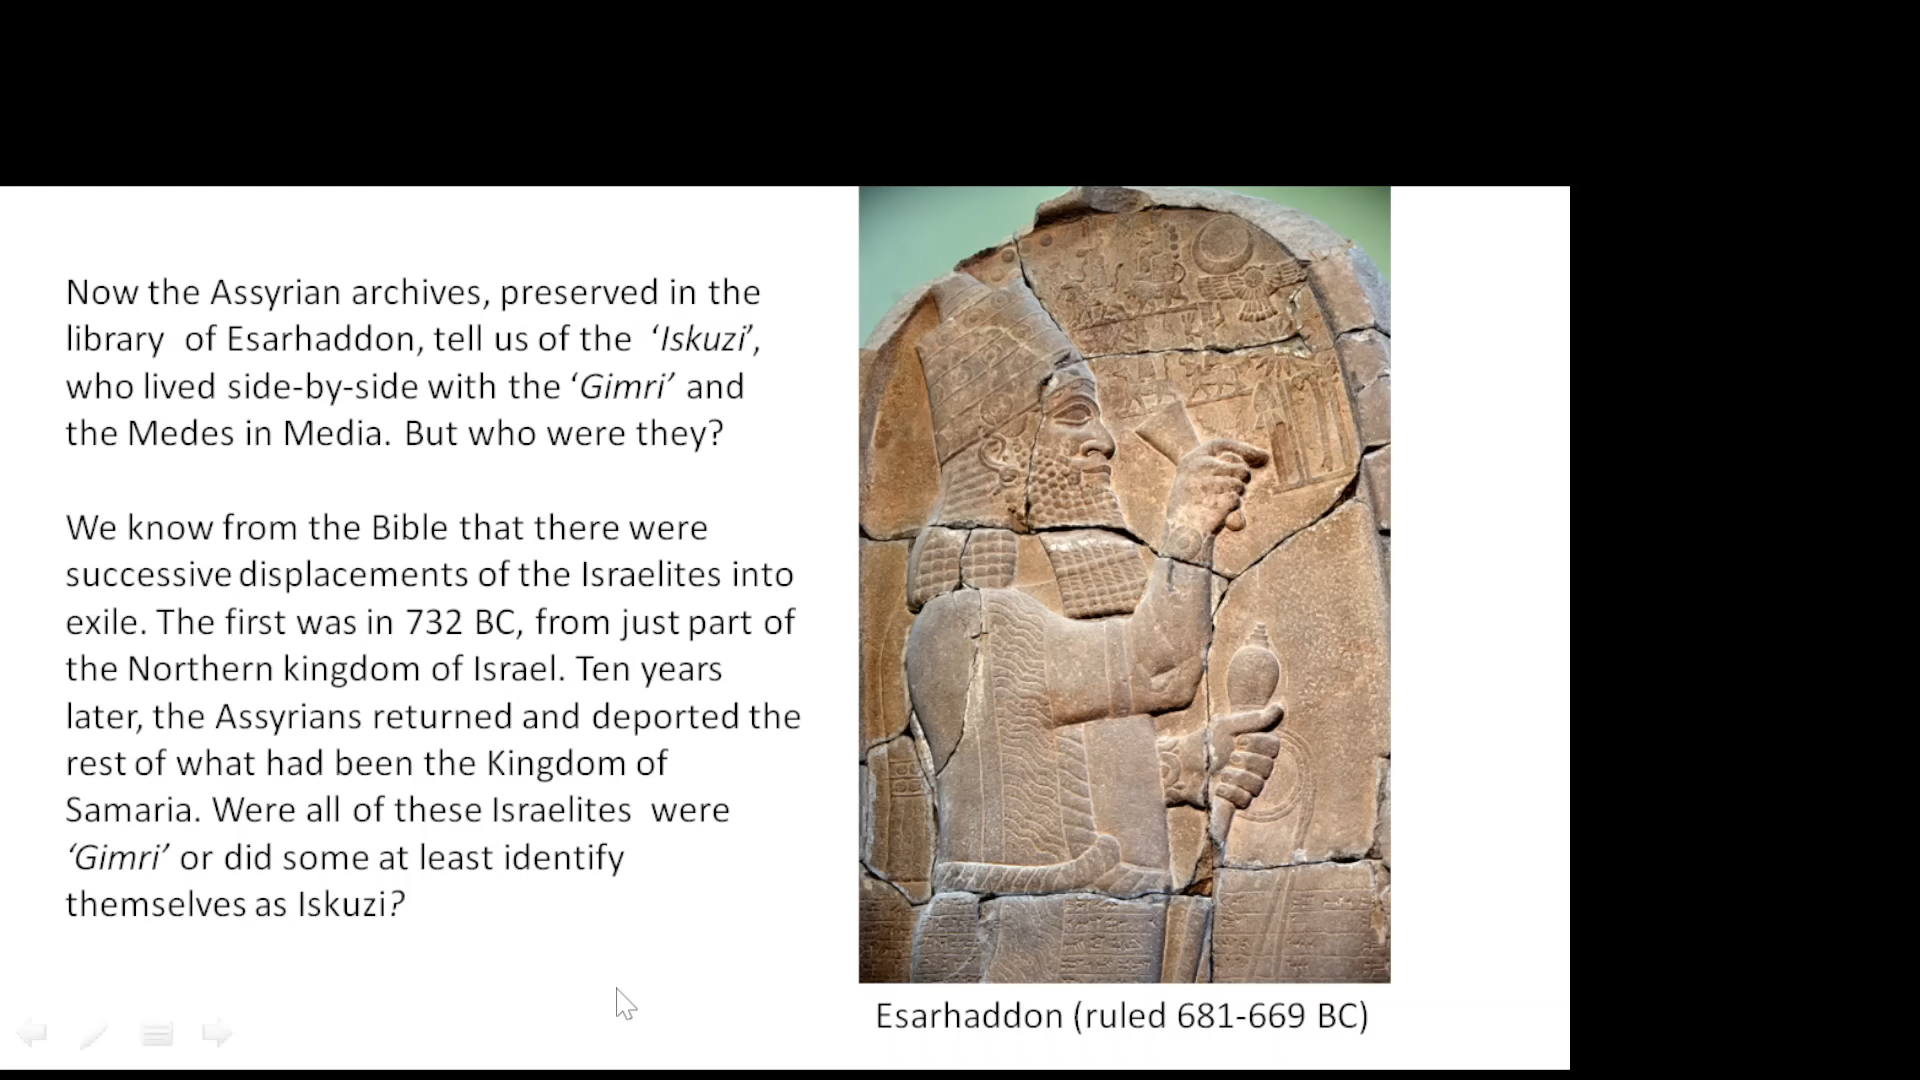 Now the Assyrian archives, preserved in the
library of Esarhaddon, tell us of the ‘Iskuzi’,
who lived side-by-side with the ‘Gimri’ and
the Medes in Media. But who were they?
We know from the Bible that there were
successive displacements of the Israelites into
exile. The first was in 732 BC, from just part of
the Northern kingdom of Israel. Ten years
later, the Assyrians returned and deported the
rest of what had been the Kingdom of
Samaria. Were all of these Israelites were
‘Gimri’ or did some at least identify
themselves as Iskuzi?
Esarhaddon (ruled 681-669 BC)